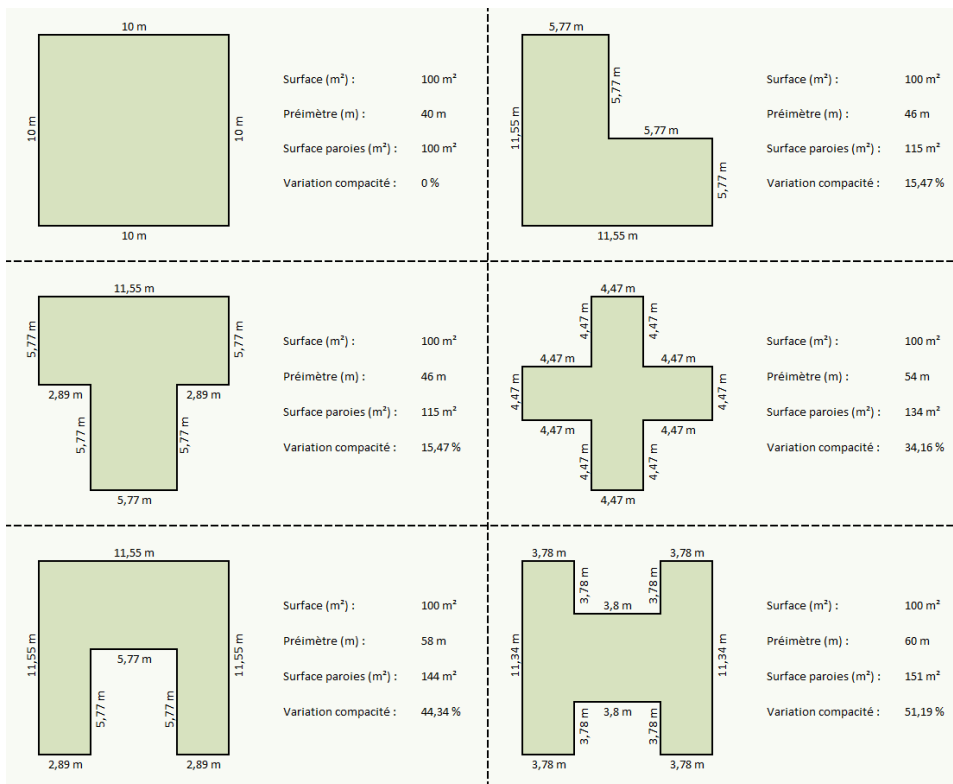 10 m
10 m
10 m
10 m
Surface (m²) : 100 m²
Préimètre (m) : 40 m
Surface paroies (m²) : 100 m²
Variation compacité : 0 %
5,77 m
5,77 m
5,77 m
11,55 m
5,77 m
11,55 m
Surface (m²) : 100 m²
Préimètre (m) : 46 m
Surface paroies (m²) : 115 m²
Variation compacité : 15,47 %
11,55 m
5,77 m
5,77 m
2,89 m
2,89 m
5,77 m
5,77 m
5,77 m
Surface (m²) : 100 m²
Préimètre (m) : 46 m
Surface paroies (m²) : 115 m²
Variation compacité : 15,47 %
4,47 m
4,47 m
4,47 m
4,47 m
4,47 m
4,47 m
4,47 m
4,47 m
4,47 m
4,47 m
4,47 m
4,47 m
Surface (m²) : 100 m²
Préimètre (m) : 54 m
Surface paroies (m²) : 134 m²
Variation compacité : 34,16 %
11,55 m
11,55 m
11,55 m
5,77 m
5,77 m
5,77 m
2,89 m
2,89 m
Surface (m²) : 100 m²
Préimètre (m) : 58 m
Surface paroies (m²) : 144 m²
Variation compacité : 44,34 %
3,78 m
3,78 m
3,78 m
3,78 m
3,8 m
11,34 m
11,34 m
3,8 m
3,78 m
3,78 m
3,78 m
3,78 m
Surface (m²) : 100 m²
Préimètre (m) : 60 m
Surface paroies (m²) : 151 m²
Variation compacité : 51,19 %